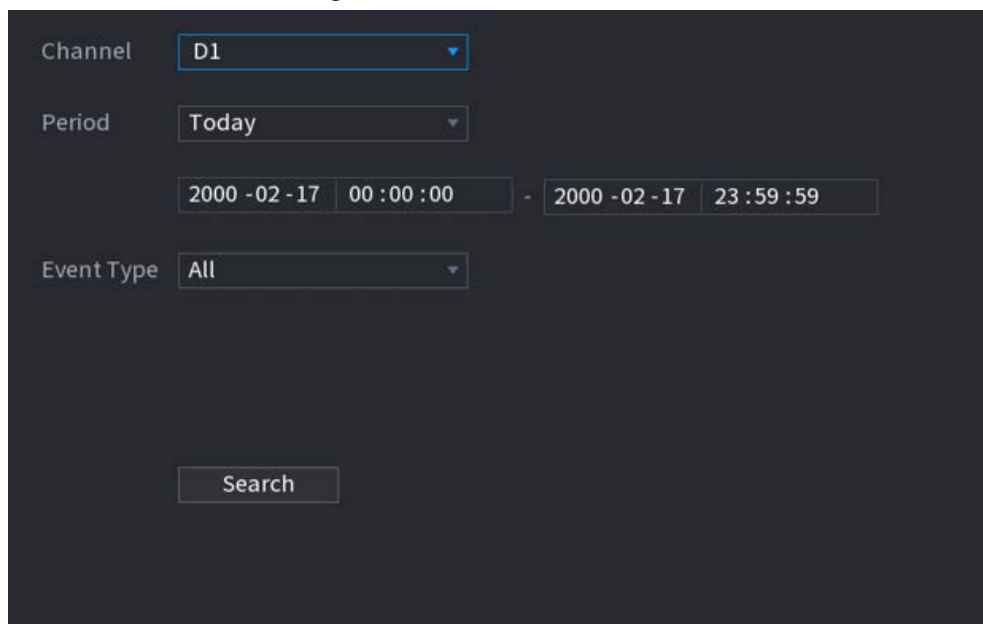 Channel D1
Period Today
2000 -02 -17 00 :00 :00 - 2000 -02 -17 23 :59 :59
Event Type All
Search